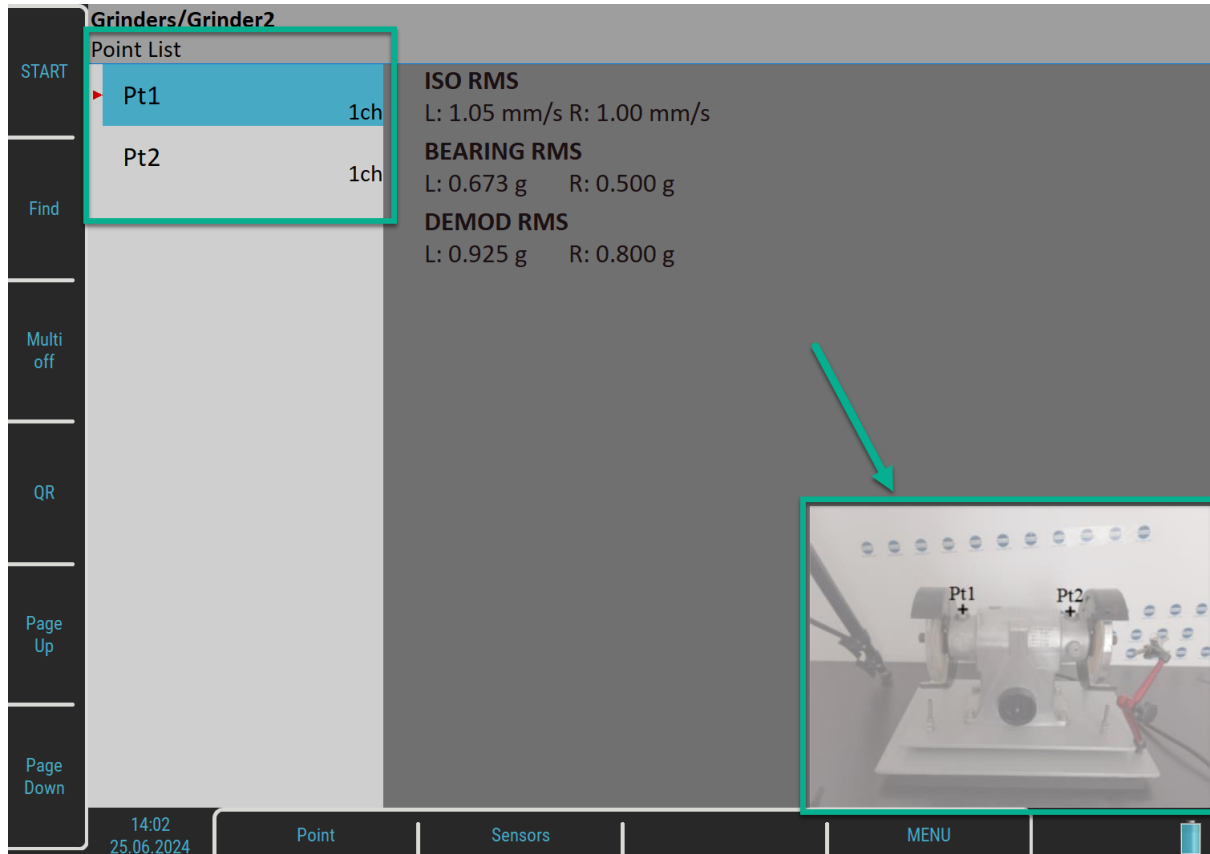 Grinders/Grinder2
Point List
START
Find
Multi
off
QR
Page
Up
Page
Down
Pt1
1ch
Pt2
1ch
ISO RMS
L: 1.05 mm/s R: 1.00 mm/s
BEARING RMS
L: 0.673 g R: 0.500 g
DEMOD RMS
L: 0.925 g R: 0.800 g
Pt1
Pt2
14:02
25.06.2024
Point
Sensors
MENU